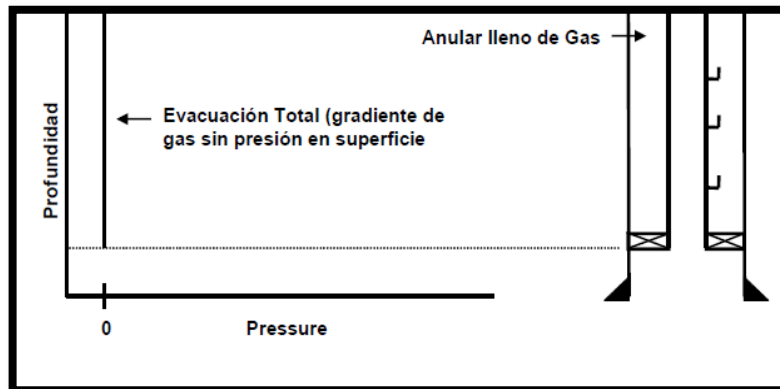 Anular lleno de Gas
Evacuación Total (gradiente de
gas sin presión en superficie
Profundidad
0
Pressure